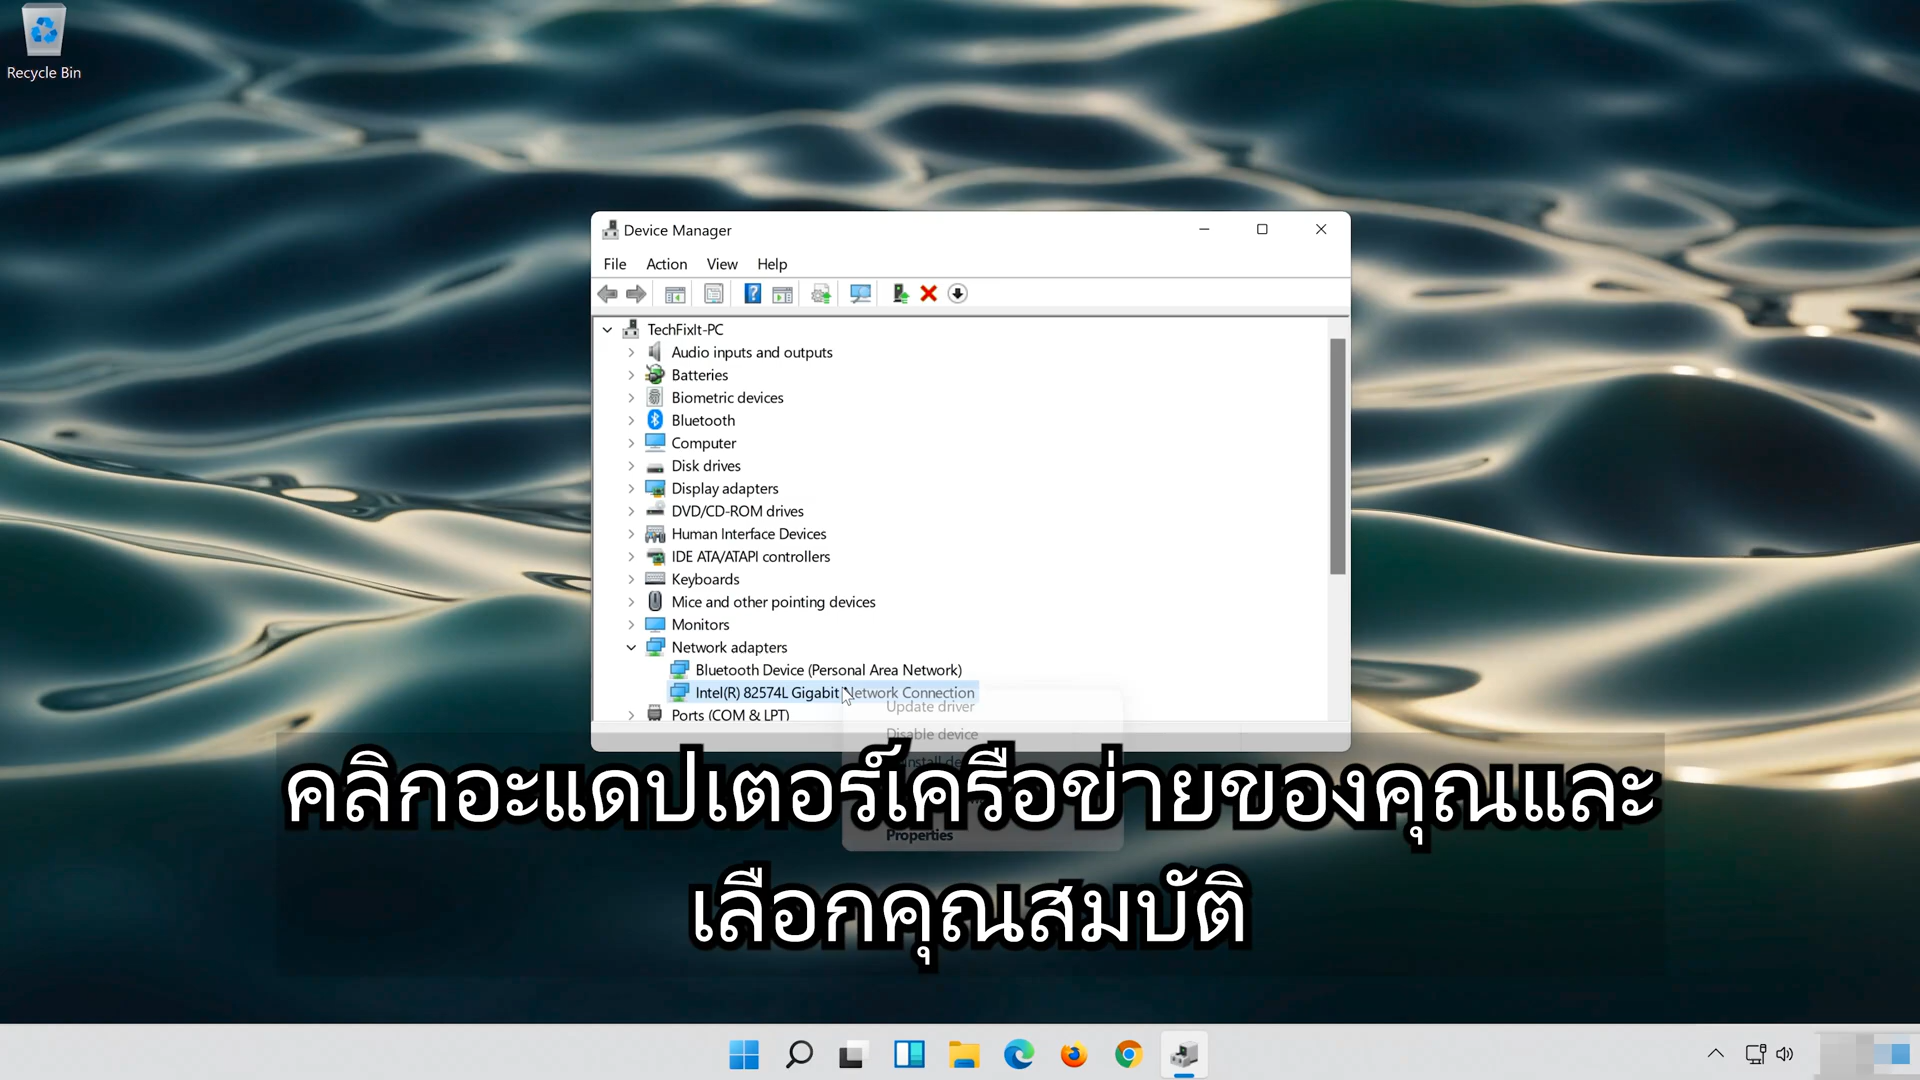 Recycle Bin
Device Manager
File Action View Help
TechFixIt-PC
Audio inputs and outputs
Batteries
Biometric devices
Bluetooth
Computer
Disk drives
Display adapters
DVD/CD-ROM drives
Human Interface Devices
IDE ATA/ATAPI controllers
Keyboards
Mice and other pointing devices
Monitors
Network adapters
Bluetooth Device (Personal Area Network)
Intel(R) 82574L Gigabit Network Connection
Update driver
Ports (COM & LPT)
Disable device
คลิกอะแดปเตอร์เครือข่ายของคุณและ
Properties
เลือกคุณสมบัติ